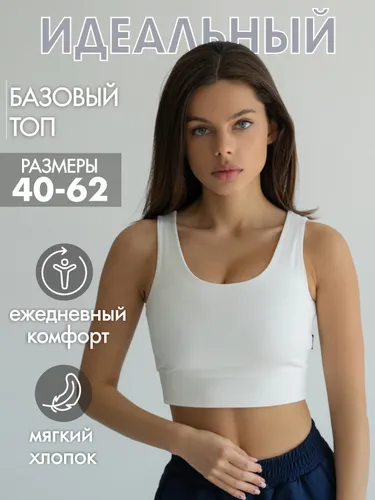 ИДЕАЛЬНЫЙ
БАЗОВЫЙ
ТОП
РАЗМЕРЫ
40-62
ежедневный
комфорт
мягкий
хлопок